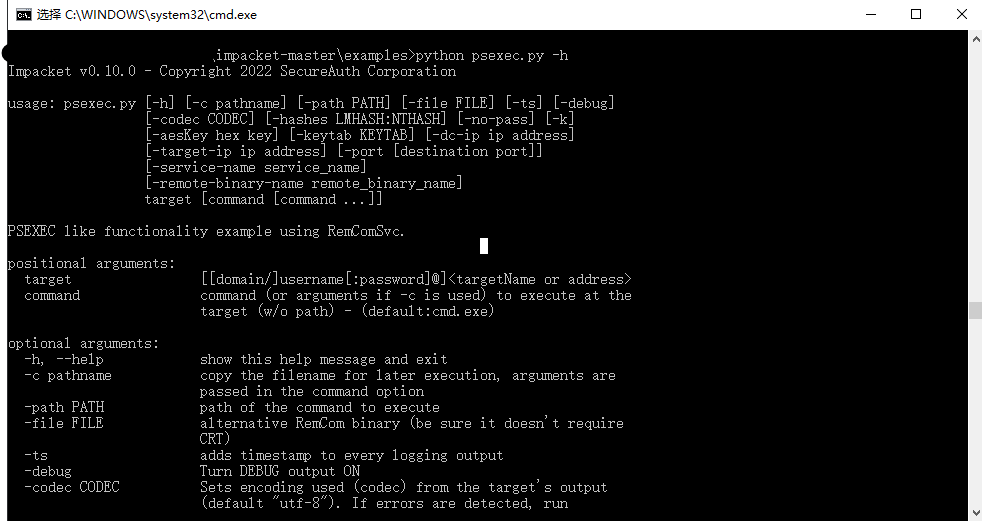 选择 C:\WINDOWS\system32\cmd.exe
impacket-master\examples>python psexec.py -h
Impacket v0.10.0 - Copyright 2022 SecureAuth Corporation
usage: psexec.py [-h] [-c pathname] [-path PATH] [-file FILE] [-ts] [-debug]
[-codec CODEC] [-hashes LMHASH:NTHASH] [-no-pass] [-k]
[-aesKey hex key] [-keytab KEYTAB] [-dc-ip ip address]
[-target-ip ip address] [-port [destination port]]
[-service-name service_name]
[-remote-binary-name remote_binary_name]
target [command [command ...]]
PSEXEC like functionality example using RemComSvc.
positional arguments:
target [[domain/]username[:password]@]<targetName or address>
command command (or arguments if -c is used) to execute at the
target (w/o path) - (default:cmd.exe)
optional arguments:
-h, --help show this help message and exit
-c pathname copy the filename for later execution, arguments are
passed in the command option
-path PATH path of the command to execute
-file FILE alternative RemCom binary (be sure it doesn't require
CRT)
-ts adds timestamp to every logging output
-debug Turn DEBUG output ON
-codec CODEC Sets encoding used (codec) from the target's output
(default "utf-8"). If errors are detected, run